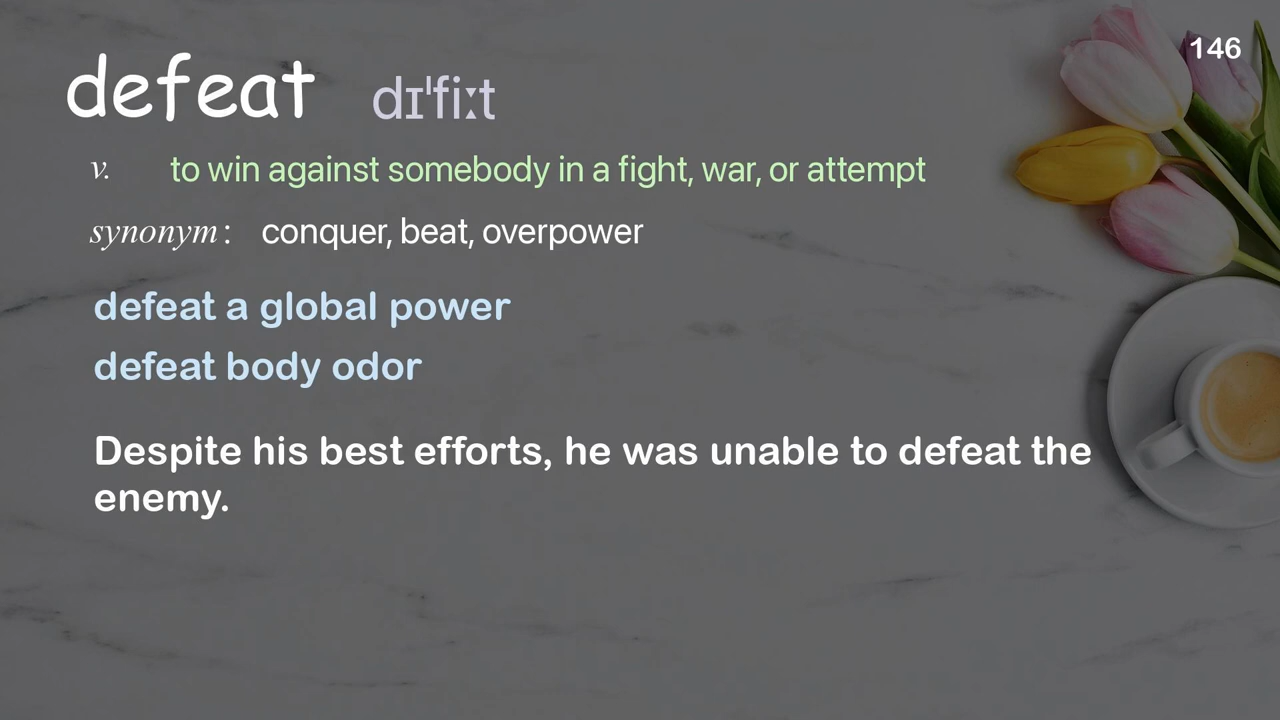 146
defeat dɪˈfiːt
v. to win against somebody in a fight, war, or attempt
synonym: conquer, beat, overpower
defeat a global power
defeat body odor
Despite his best efforts, he was unable to defeat the
enemy.